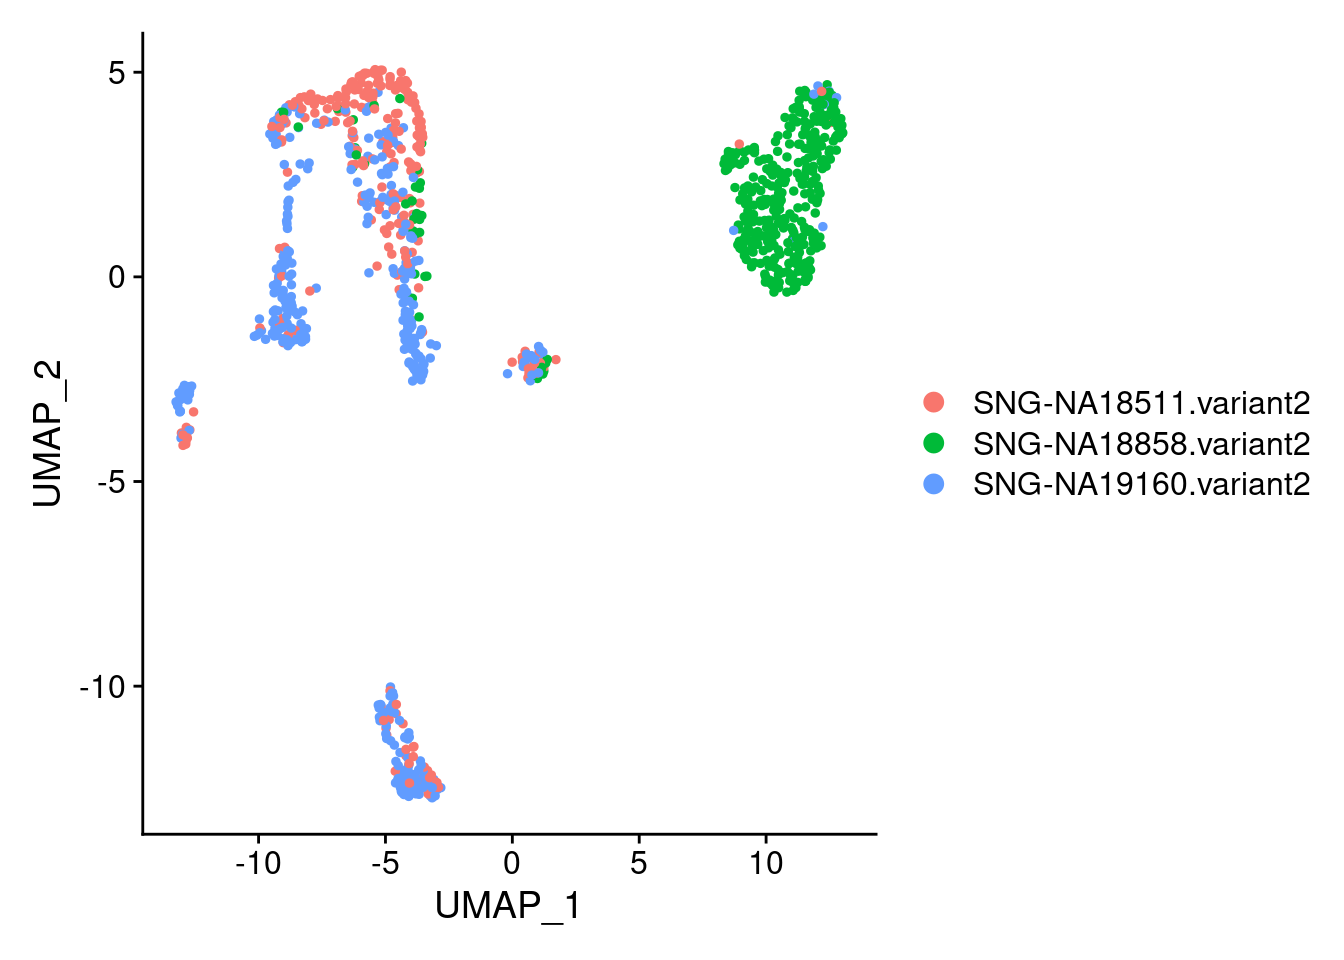 5
0
-5
-10
UMAP_2
-10 -5 0 5 10
UMAP_1
SNG-NA18511.variant2
SNG-NA18858.variant2
SNG-NA19160.variant2